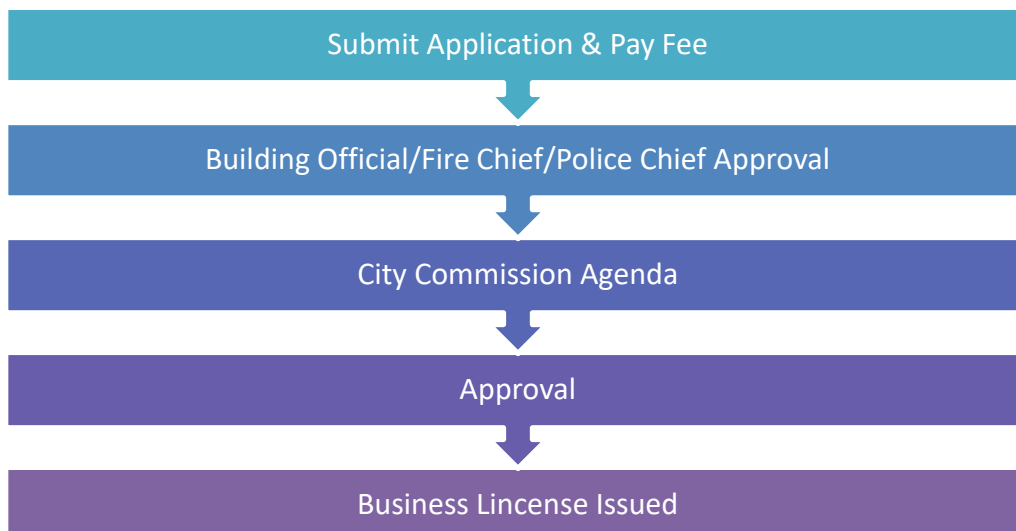 Submit Application & Pay Fee
Building Official/Fire Chief/Police Chief Approval
City Commission Agenda
Approval
Business Lincense Issued